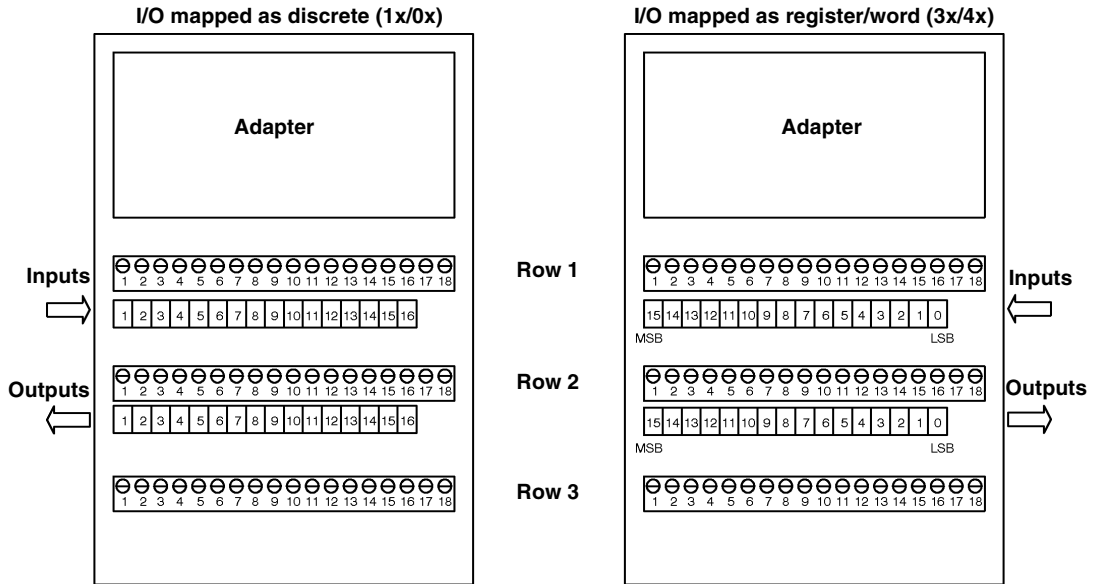 I/O mapped as discrete (1x/0x)
Adapter
Inputs
1 2 3 4 5 6 7 8 9 10 11 12 13 14 15 16 17 18
1 2 3 4 5 6 7 8 9 10 11 12 13 14 15 16
Outputs
1 2 3 4 5 6 7 8 9 10 11 12 13 14 15 16 17 18
1 2 3 4 5 6 7 8 9 10 11 12 13 14 15 16
1 2 3 4 5 6 7 8 9 10 11 12 13 14 15 16 17 18
Row 1
Row 2
Row 3
I/O mapped as register/word (3x/4x)
Adapter
1 2 3 4 5 6 7 8 9 10 11 12 13 14 15 16 17 18
Inputs
15 14 13 12 11 10 9 8 7 6 5 4 3 2 1 0
MSB LSB
1 2 3 4 5 6 7 8 9 10 11 12 13 14 15 16 17 18
Outputs
15 14 13 12 11 10 9 8 7 6 5 4 3 2 1 0
MSB LSB
1 2 3 4 5 6 7 8 9 10 11 12 13 14 15 16 17 18